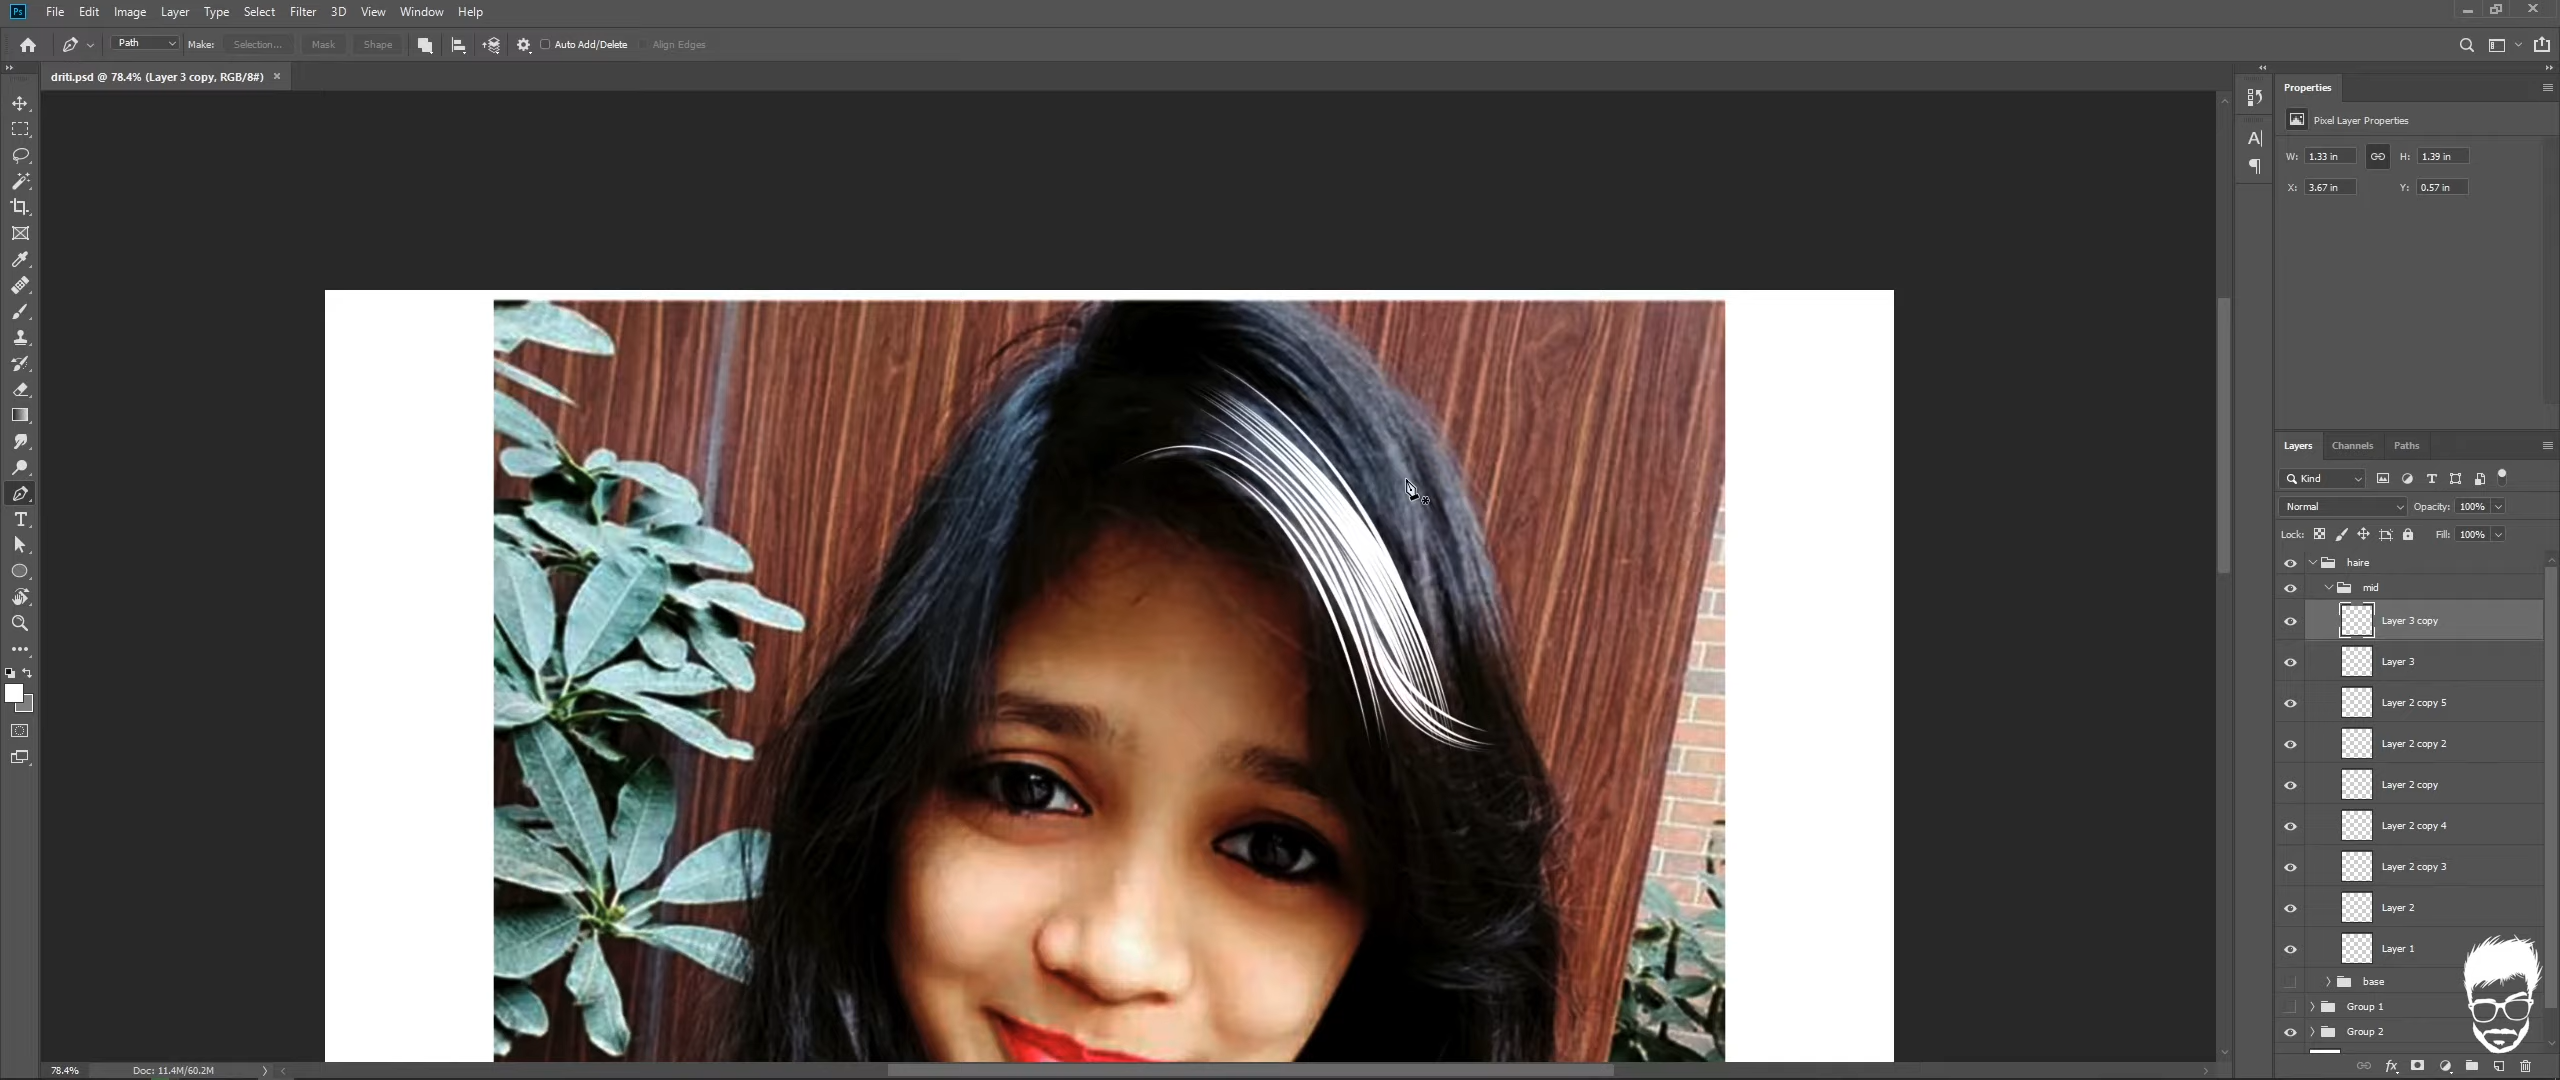 Ps File Edit Image Layer Type Select Filter 3D View Window Help
Path Make: Selection... Mask Shape Auto Add/Delete Align Edges
driti.psd @ 78.4% (Layer 3 copy, RGB/8#) ×
Properties
Pixel Layer Properties
W: 1.33 in H: 1.39 in
X: 3.67 in Y: 0.57 in
Layers Channels Paths
Kind
Normal Opacity: 100%
Lock: Fill: 100%
haire
mid
Layer 3 copy
Layer 3
Layer 2 copy 5
Layer 2 copy 2
Layer 2 copy
Layer 2 copy 4
Layer 2 copy 3
Layer 2
Layer 1
base
Group 1
Group 2
78.4% Doc: 11.4M/60.2M